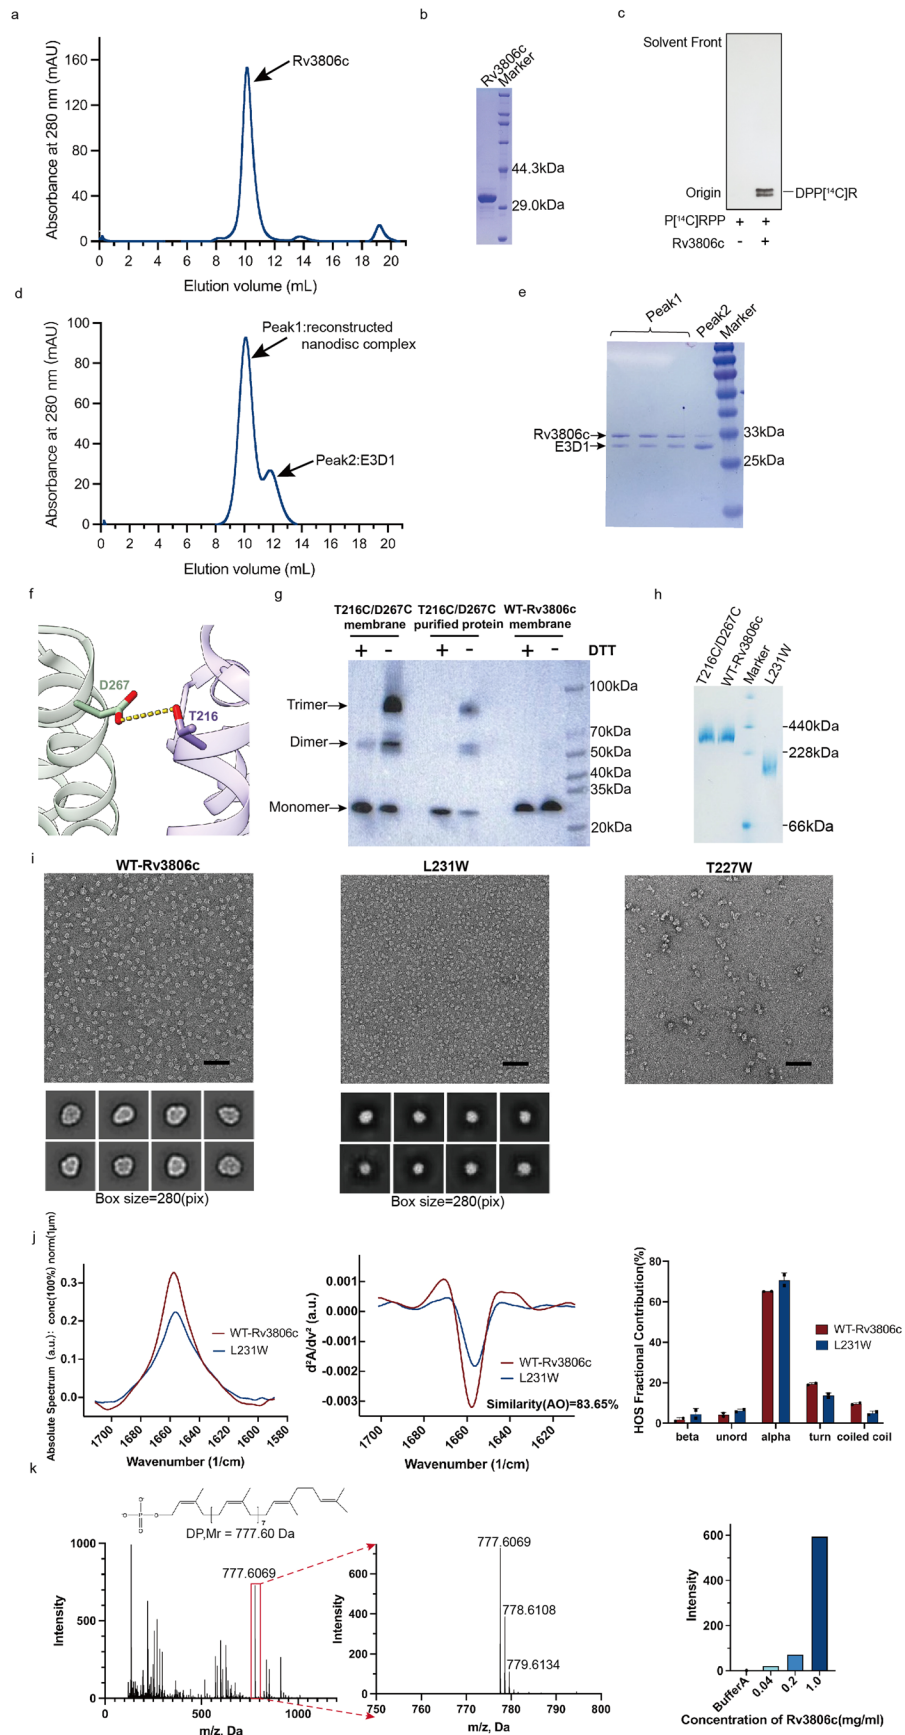 a
Absorbance at 280 nm (mAU)
160
120
80
40
0
0 2 4 6 8 10 12 14 16 18 20
Elution volume (mL)
Rv3806c
b
Rv3806c
Marker
44.3kDa
29.0kDa
c
Solvent Front
Origin
DPP[¹⁴C]R
P[¹⁴C]RPP + +
Rv3806c - +
d
Absorbance at 280 nm (mAU)
100
80
60
40
20
0
0 2 4 6 8 10 12 14 16 18 20
Elution volume (mL)
Peak1:reconstructed
nanodisc complex
Peak2:E3D1
e
Peak1
Peak2
Marker
Rv3806c
E3D1
33kDa
25kDa
f
D267
T216
g
T216C/D267C T216C/D267C WT-Rv3806c
membrane purified protein membrane
+ - + - + - DTT
Trimer
Dimer
Monomer
100kDa
70kDa
50kDa
40kDa
35kDa
20kDa
h
T216C/D267C
WT-Rv3806c
Marker
L231W
440kDa
228kDa
66kDa
i
WT-Rv3806c
L231W
T227W
Box size=280(pix)
Box size=280(pix)
j
Absolute Spectrum (a.u.): conc(100%) norm(1μm)
0.3
0.2
0.1
0.0
1700 1680 1660 1640 1620 1600 1580
Wavenumber (1/cm)
WT-Rv3806c
L231W
d²A/dv² (a.u.)
0.001
0.000
-0.001
-0.002
-0.003
1700 1680 1660 1640 1620
Wavenumber (1/cm)
WT-Rv3806c
L231W
Similarity(AO)=83.65%
HOS Fractional Contribution(%)
80
60
40
20
0
beta unord alpha turn coiled coil
WT-Rv3806c
L231W
k
O-
O-
P
O
O
7
DP,Mr = 777.60 Da
Intensity
1000
500
0
0 500 1000
m/z, Da
777.6069
Intensity
600
400
200
0
750 760 770 780 790 800
m/z, Da
777.6069
778.6108
779.6134
Intensity
600
400
200
0
BufferA 0.04 0.2 1.0
Concentration of Rv3806c(mg/ml)